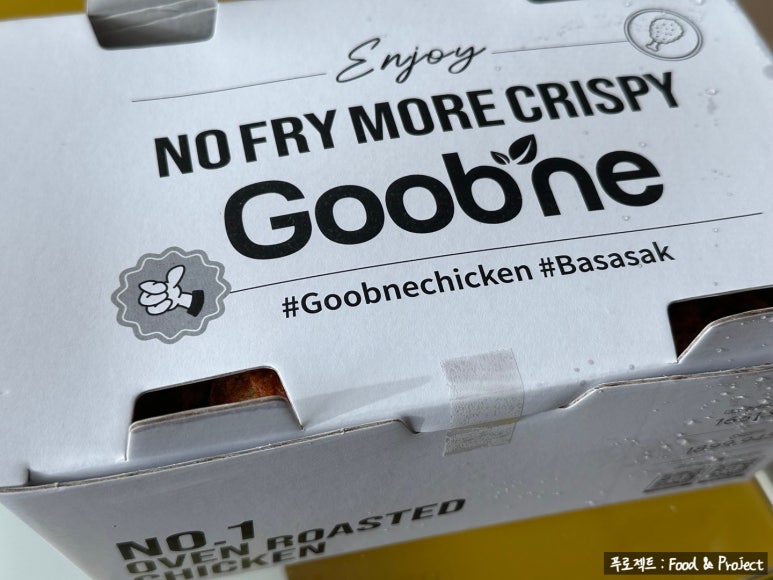 Enjoy
NO FRY MORE CRISPY
Goobne
#Goobnechicken #Basasak
NO.1
OVEN ROASTED
CHICKEN
푸로젝트 : Food & Project